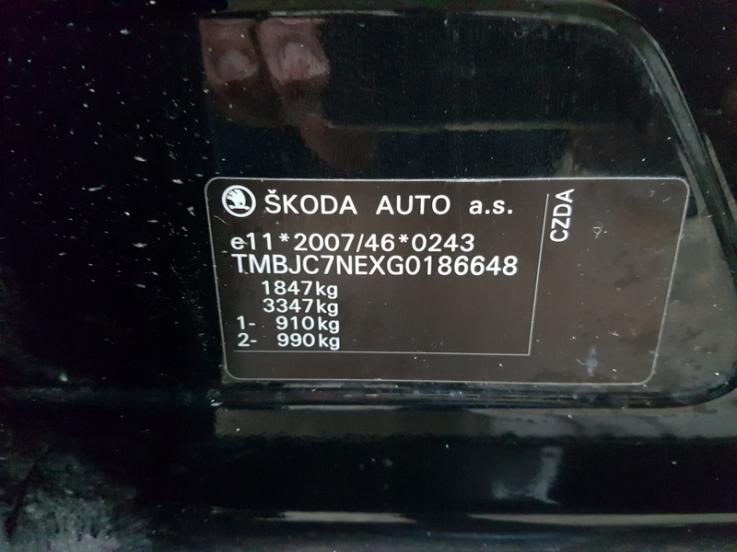 ŠKODA AUTO a.s.
e11*2007/46*0243
TMBJC7NEXG0186648
1847kg
3347kg
1- 910kg
2- 990kg
CZDA